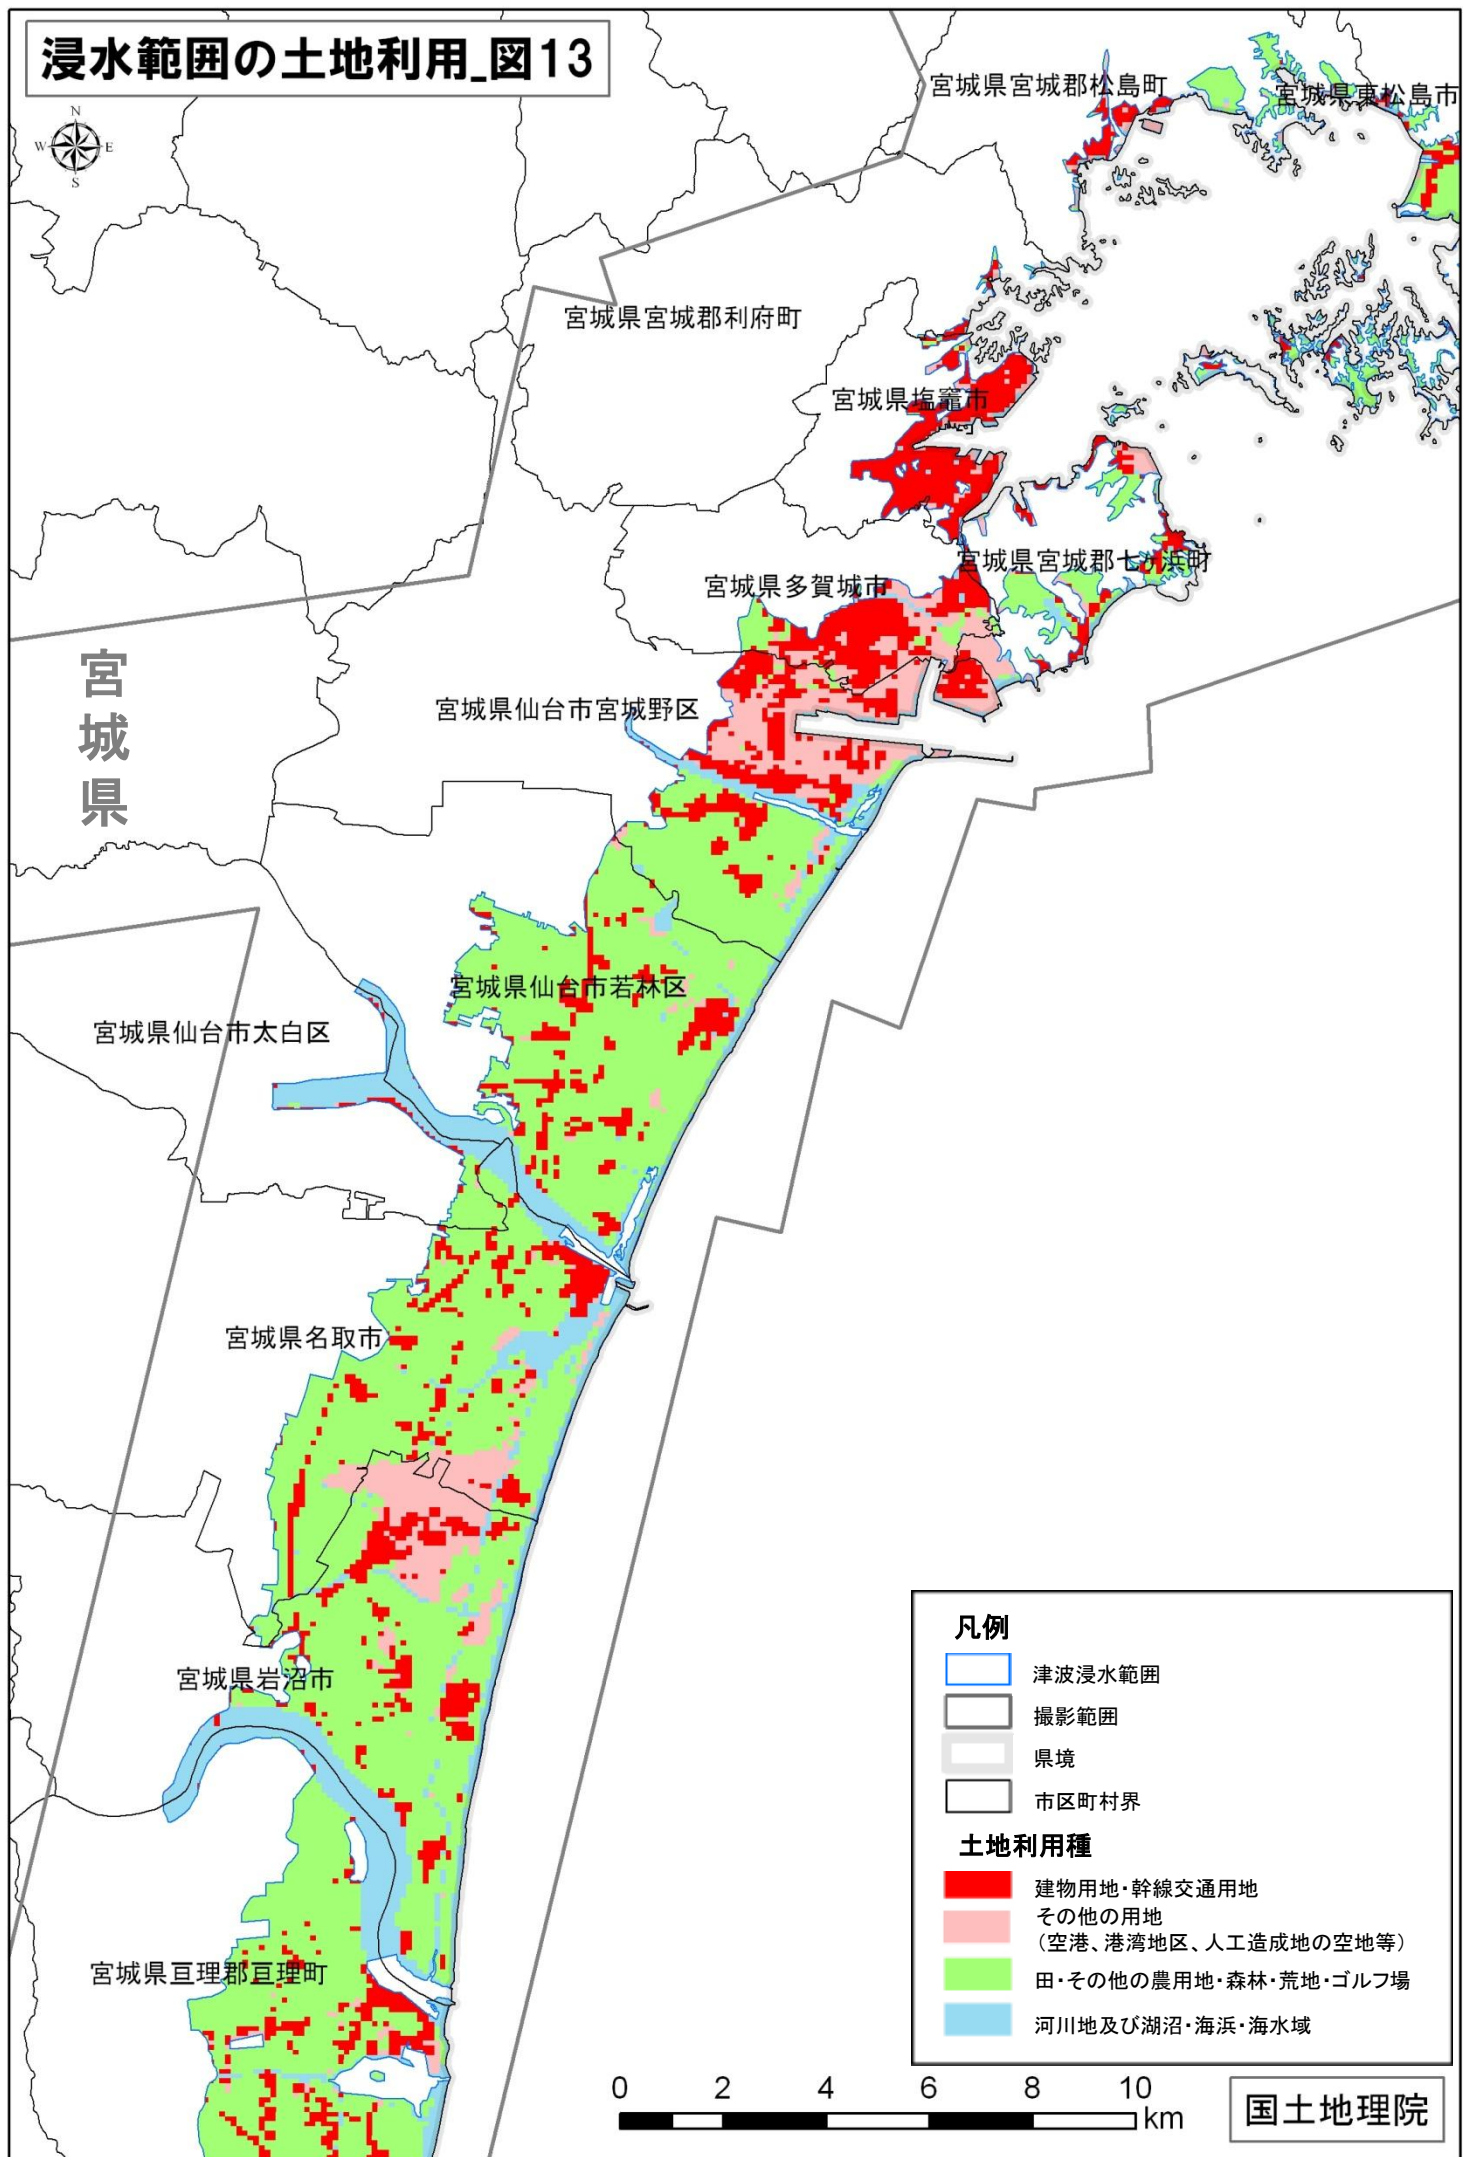 浸水範囲の土地利用_図13
N
W
E
S
宮城県宮城郡松島町
宮城県東松島市
宮城県宮城郡利府町
宮城県塩竈市
宮城県宮城郡七ヶ浜町
宮城県多賀城市
宮城県
宮城県仙台市宮城野区
宮城県仙台市若林区
宮城県仙台市太白区
宮城県名取市
宮城県岩沼市
宮城県亘理郡亘理町
凡例
津波浸水範囲
撮影範囲
県境
市区町村界
土地利用種
建物用地・幹線交通用地
その他の用地
（空港、港湾地区、人工造成地の空地等）
田・その他の農用地・森林・荒地・ゴルフ場
河川地及び湖沼・海浜・海水域
0 2 4 6 8 10
km
国土地理院